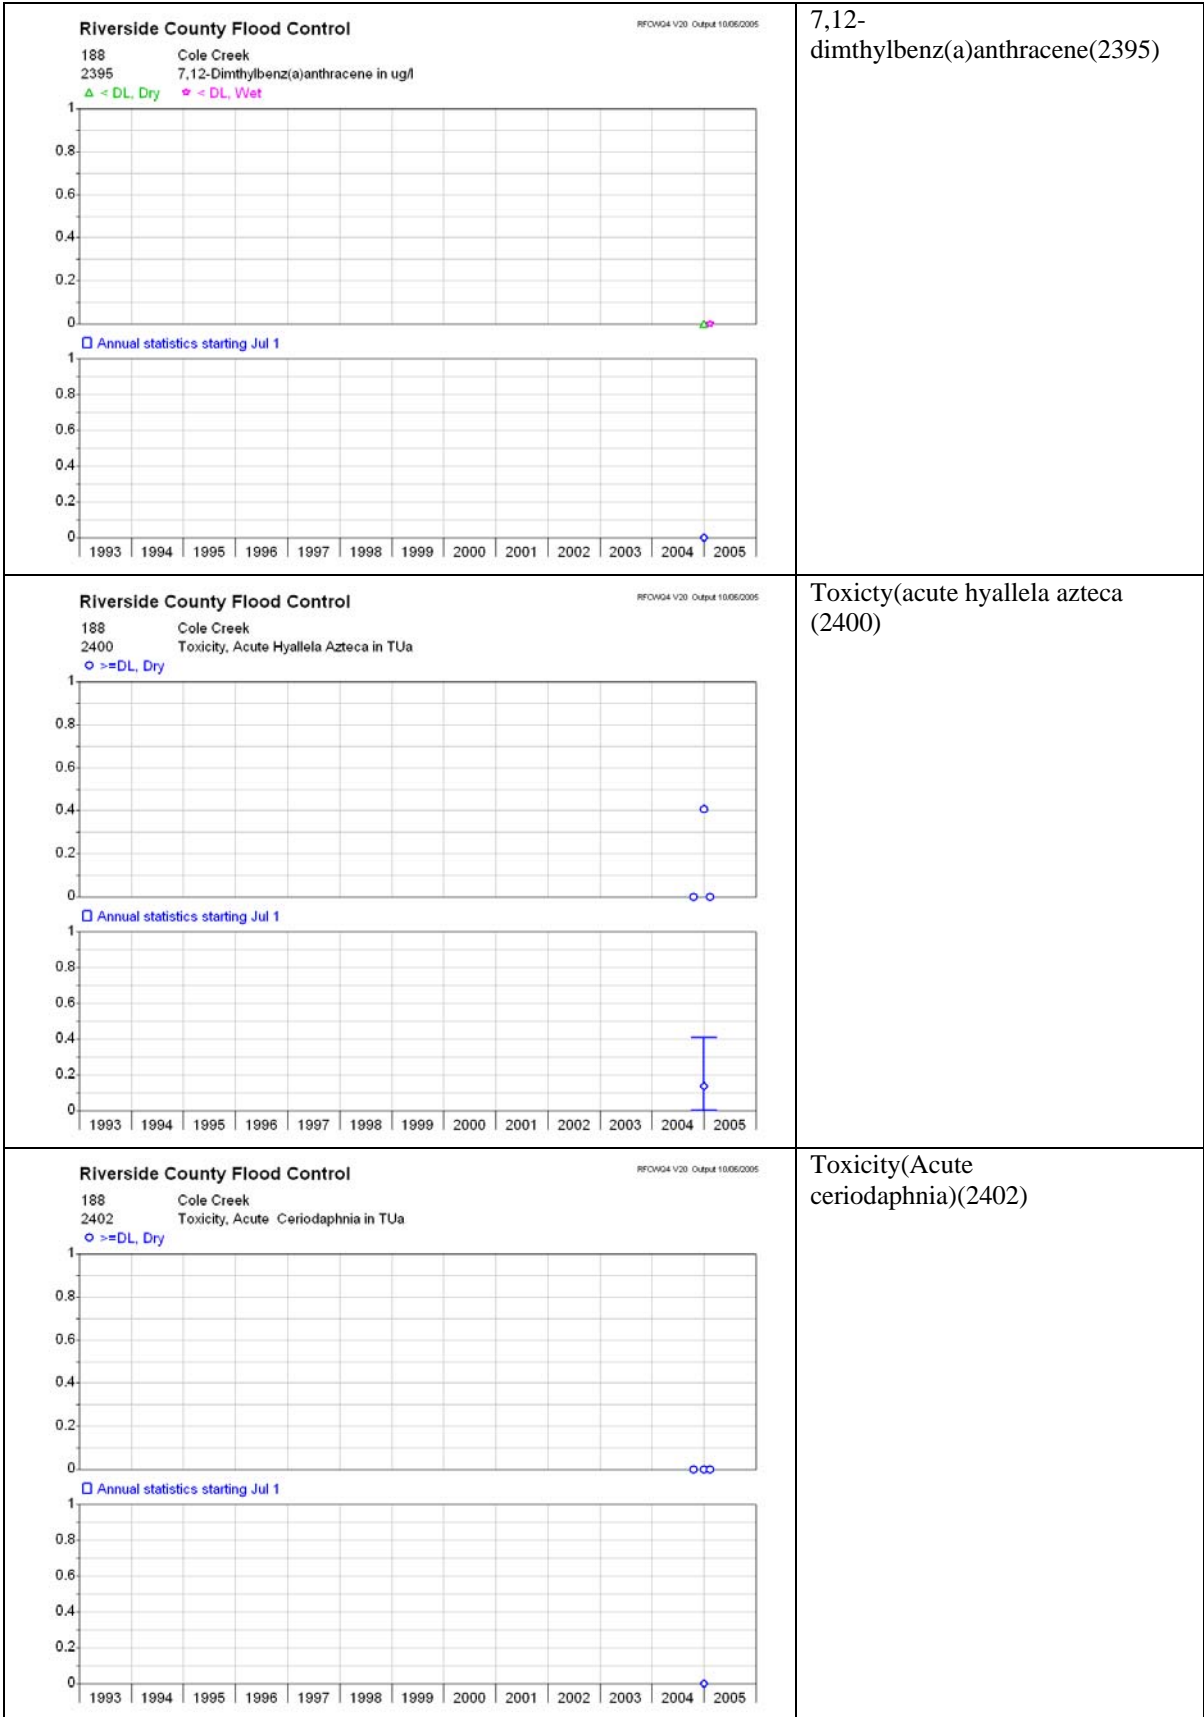 Riverside County Flood Control
RFCWQ4 V20 Output 10/06/2005
188 Cole Creek
2395 7,12-Dimthylbenz(a)anthracene in ug/l
< DL, Dry < DL, Wet
1
0.8
0.6
0.4
0.2
0
Annual statistics starting Jul 1
1
0.8
0.6
0.4
0.2
0
1993 1994 1995 1996 1997 1998 1999 2000 2001 2002 2003 2004 2005
7,12-
dimthylbenz(a)anthracene(2395)
Riverside County Flood Control
RFCWQ4 V20 Output 10/06/2005
188 Cole Creek
2400 Toxicity, Acute Hyallela Azteca in TUa
>=DL, Dry
1
0.8
0.6
0.4
0.2
0
Annual statistics starting Jul 1
1
0.8
0.6
0.4
0.2
0
1993 1994 1995 1996 1997 1998 1999 2000 2001 2002 2003 2004 2005
Toxicty(acute hyallela azteca
(2400)
Riverside County Flood Control
RFCWQ4 V20 Output 10/06/2005
188 Cole Creek
2402 Toxicity, Acute Ceriodaphnia in TUa
>=DL, Dry
1
0.8
0.6
0.4
0.2
0
Annual statistics starting Jul 1
1
0.8
0.6
0.4
0.2
0
1993 1994 1995 1996 1997 1998 1999 2000 2001 2002 2003 2004 2005
Toxicity(Acute
ceriodaphnia)(2402)